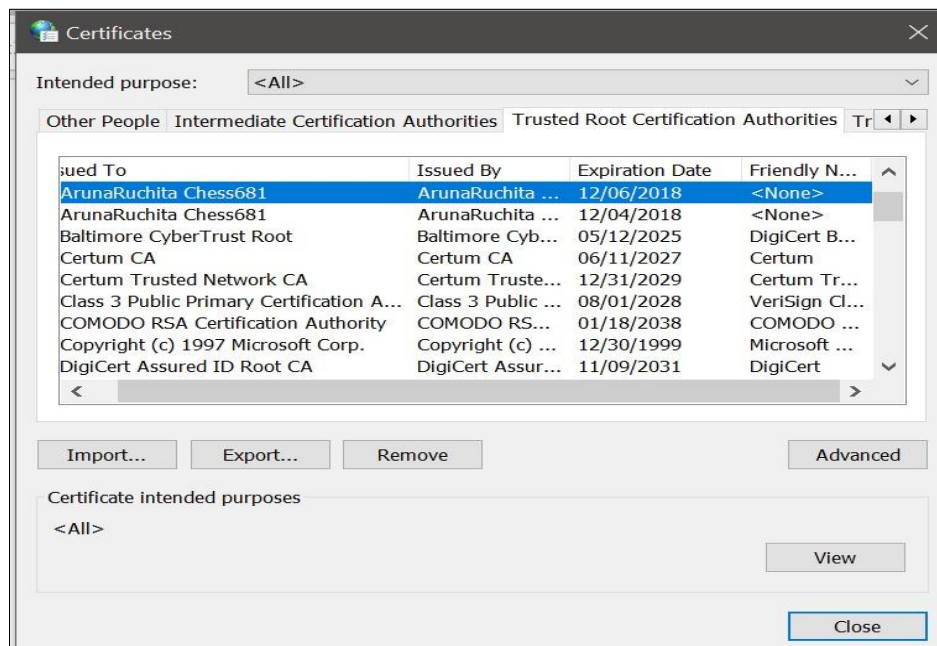 Certificates
Intended purpose: <All>
Other People Intermediate Certification Authorities Trusted Root Certification Authorities Tr
sued To Issued By Expiration Date Friendly N...
ArunaRuchita Chess681 ArunaRuchita ... 12/06/2018 <None>
ArunaRuchita Chess681 ArunaRuchita ... 12/04/2018 <None>
Baltimore CyberTrust Root Baltimore Cyb... 05/12/2025 DigiCert B...
Certum CA Certum CA 06/11/2027 Certum
Certum Trusted Network CA Certum Truste... 12/31/2029 Certum Tr...
Class 3 Public Primary Certification A... Class 3 Public ... 08/01/2028 VeriSign Cl...
COMODO RSA Certification Authority COMODO RS... 01/18/2038 COMODO ...
Copyright (c) 1997 Microsoft Corp. Copyright (c) ... 12/30/1999 Microsoft ...
DigiCert Assured ID Root CA DigiCert Assur... 11/09/2031 DigiCert
Import... Export... Remove Advanced
Certificate intended purposes
<All>
View
Close